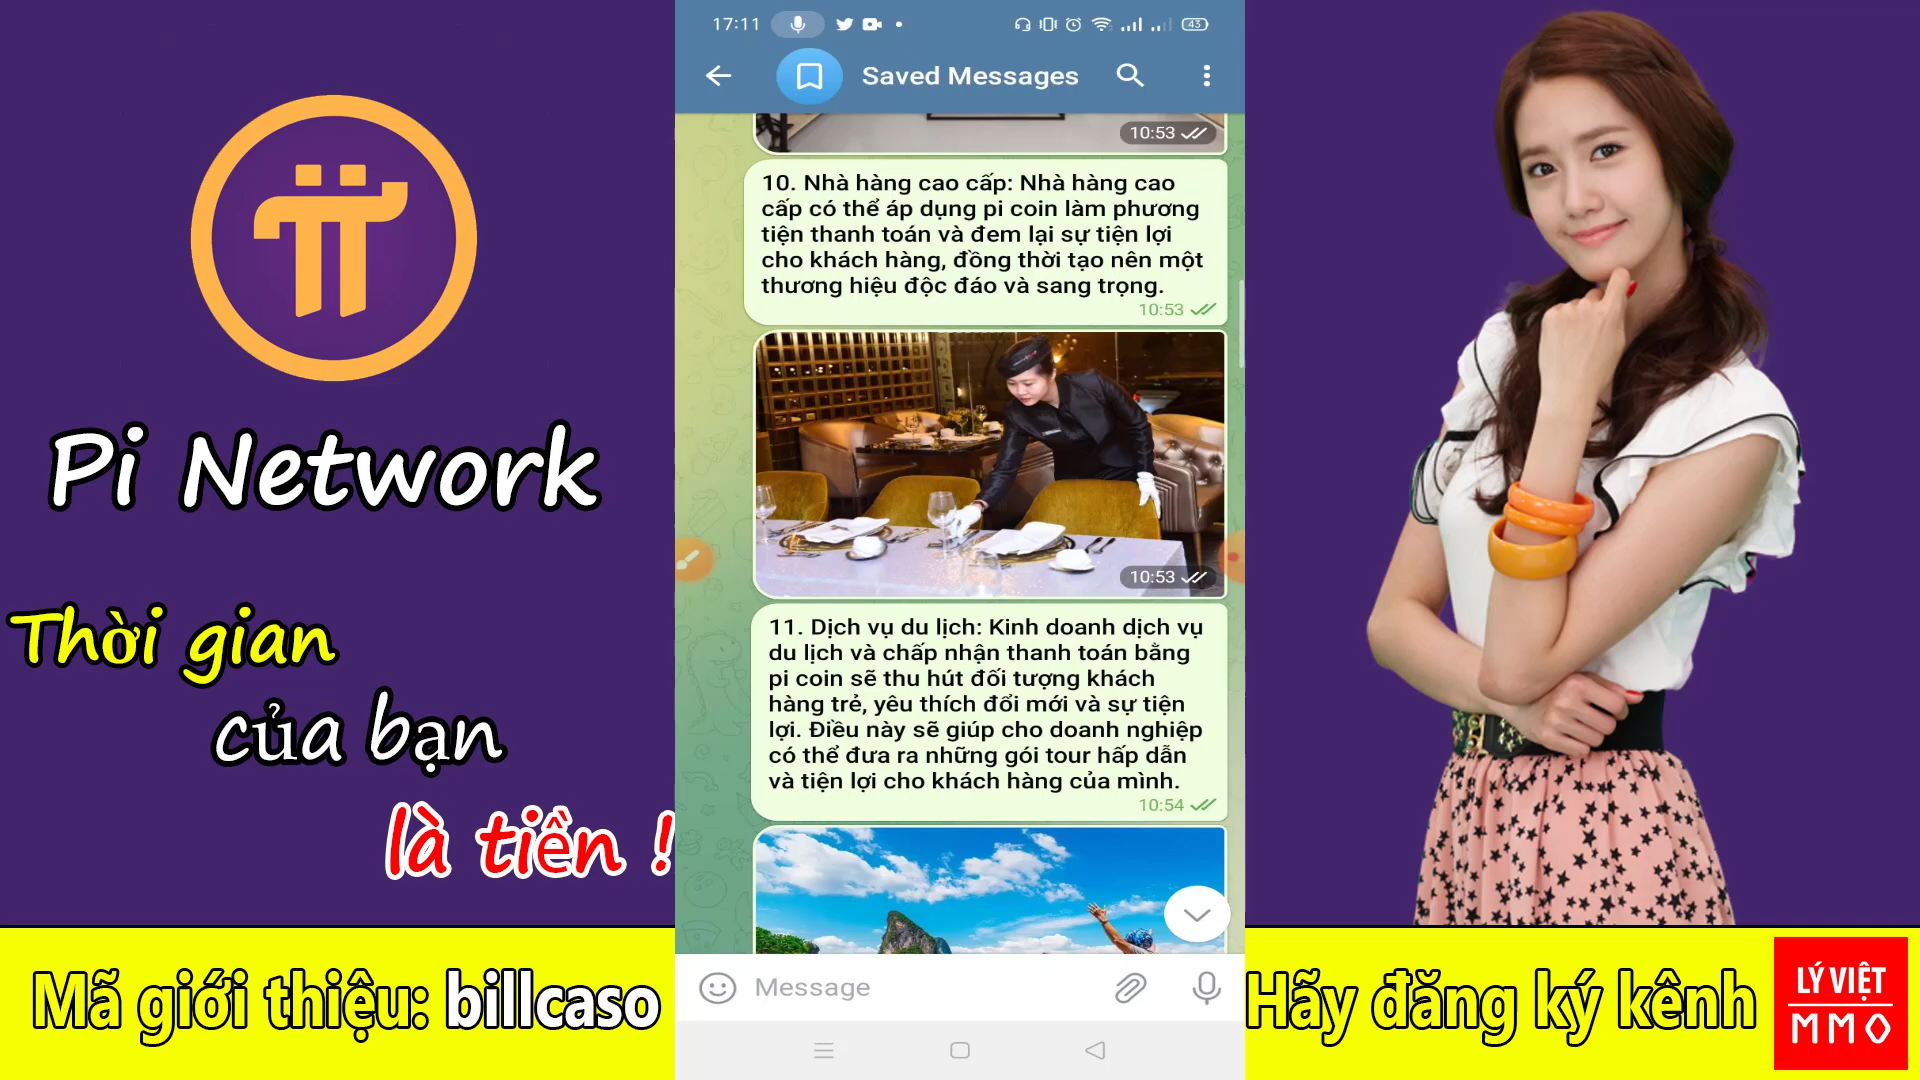 Pi Network
Thời gian
của bạn
là tiền !
Mã giới thiệu: billcaso
17:11
43
Saved Messages
10:53
10. Nhà hàng cao cấp: Nhà hàng cao
cấp có thể áp dụng pi coin làm phương
tiện thanh toán và đem lại sự tiện lợi
cho khách hàng, đồng thời tạo nên một
thương hiệu độc đáo và sang trọng.
10:53
10:53
11. Dịch vụ du lịch: Kinh doanh dịch vụ
du lịch và chấp nhận thanh toán bằng
pi coin sẽ thu hút đối tượng khách
hàng trẻ, yêu thích đổi mới và sự tiện
lợi. Điều này sẽ giúp cho doanh nghiệp
có thể đưa ra những gói tour hấp dẫn
và tiện lợi cho khách hàng của mình.
10:54
Message
Hãy đăng ký kênh
LÝ VIỆT
MMO